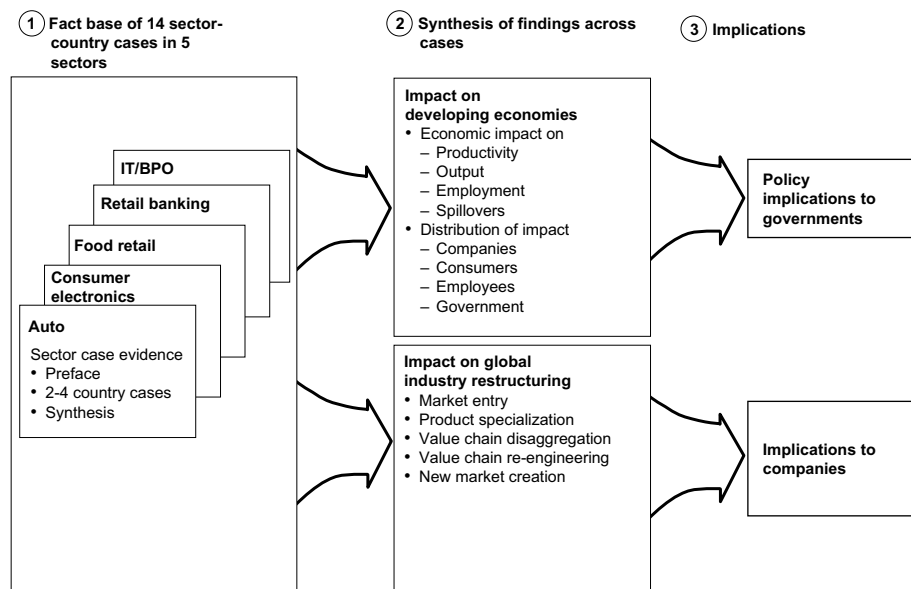 1 Fact base of 14 sector-
country cases in 5
sectors
IT/BPO
Retail banking
Food retail
Consumer
electronics
Auto
Sector case evidence
• Preface
• 2-4 country cases
• Synthesis
2 Synthesis of findings across
cases
Impact on
developing economies
• Economic impact on
– Productivity
– Output
– Employment
– Spillovers
• Distribution of impact
– Companies
– Consumers
– Employees
– Government
Impact on global
industry restructuring
• Market entry
• Product specialization
• Value chain disaggregation
• Value chain re-engineering
• New market creation
3 Implications
Policy
implications to
governments
Implications to
companies